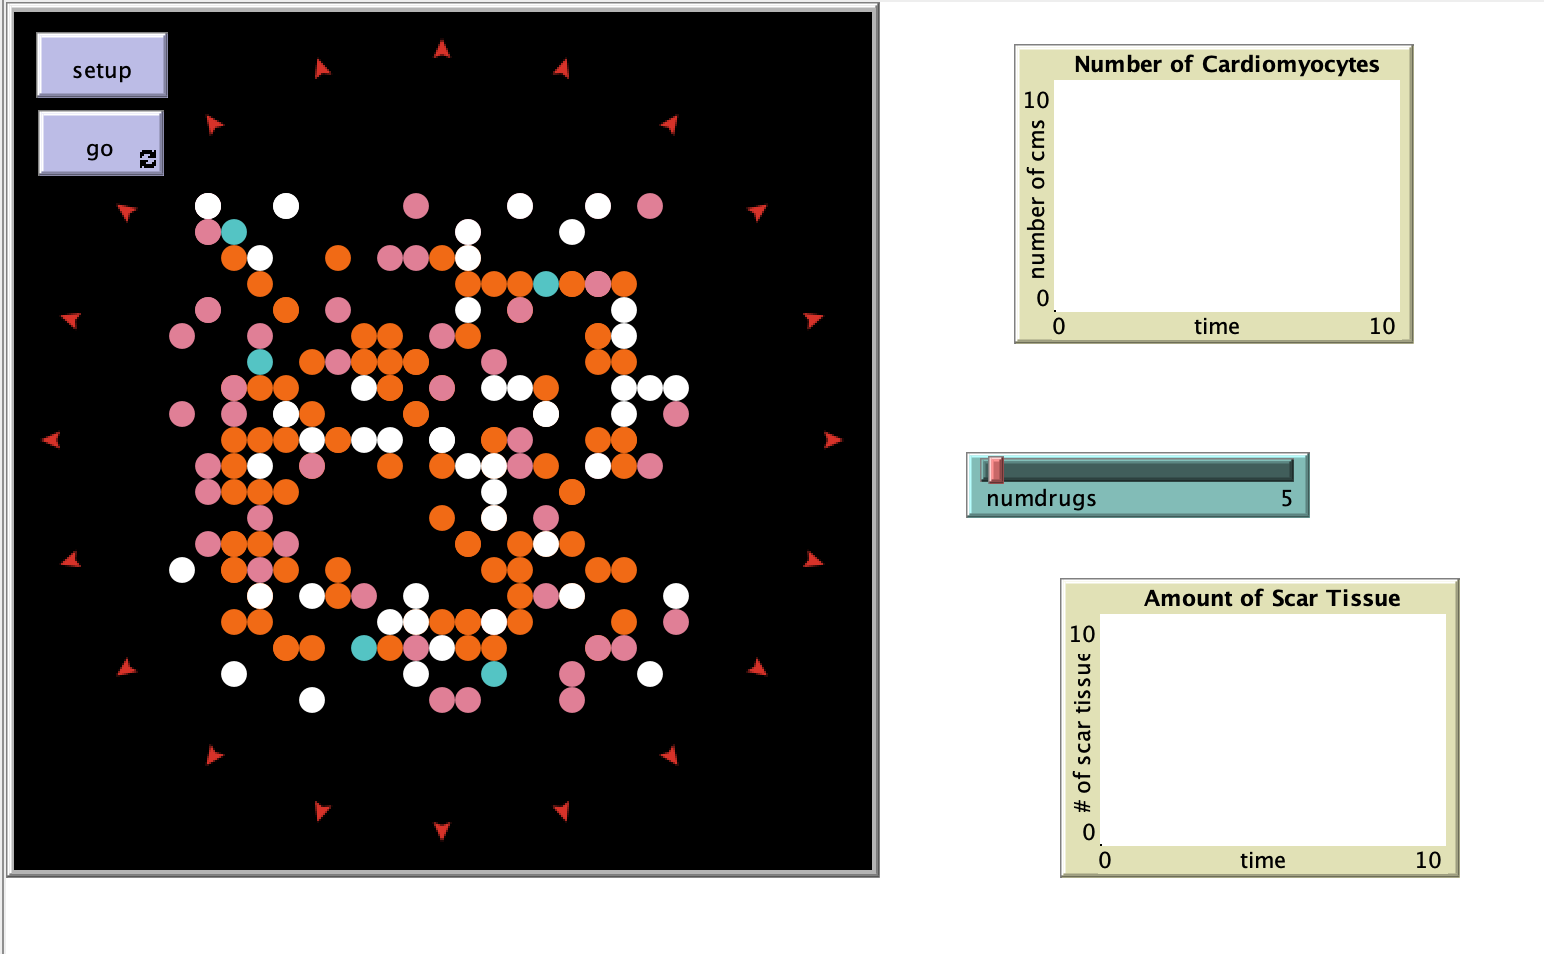 setup
go
Number of Cardiomyocytes
10
number of cms
0
0
time
10
numdrugs
5
Amount of Scar Tissue
10
# of scar tissue
0
0
time
10